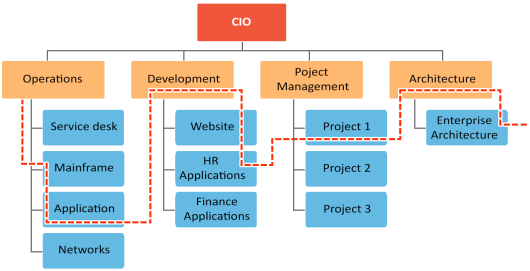 CIO
Operations
Development
Poject
Management
Architecture
Service desk
Mainframe
Application
Networks
Website
HR
Applications
Finance
Applications
Project 1
Project 2
Project 3
Enterprise
Architecture